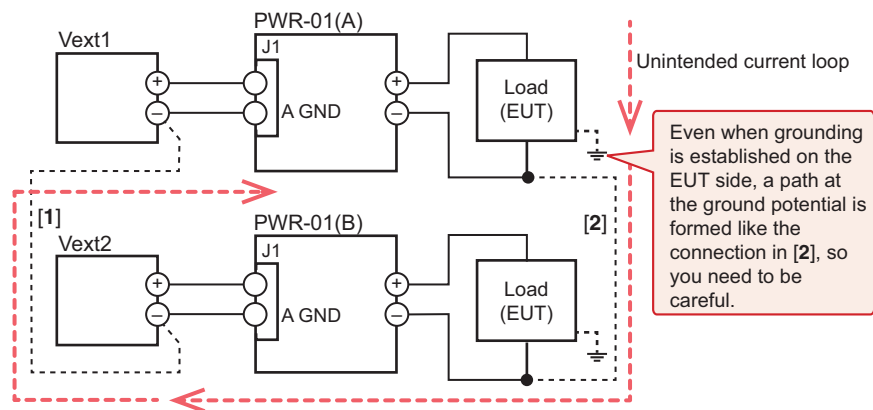 PWR-01(A)
Vext1
J1
+
–
A GND
+
–
Load
(EUT)
Unintended current loop
Even when grounding
is established on the
EUT side, a path at
the ground potential is
formed like the
connection in [2], so
you need to be
careful.
[1]
[2]
PWR-01(B)
Vext2
J1
+
–
A GND
+
–
Load
(EUT)